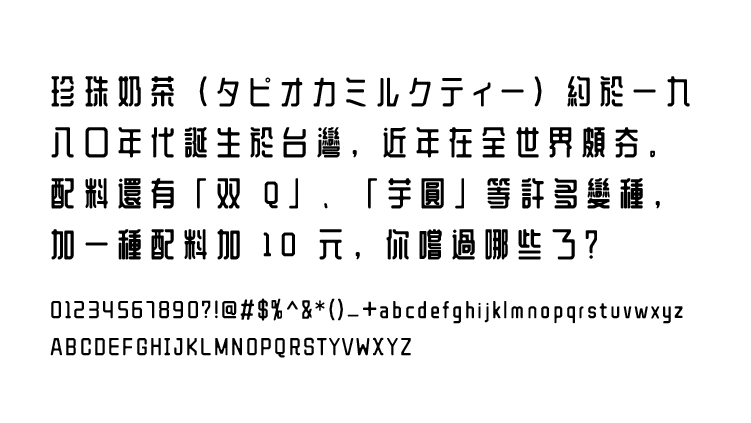 珍珠奶茶（タピオカミルクティー）約於一九
八〇年代誕生於台灣，近年在全世界頗夯。
配料還有「双 Q」、「芋圓」等許多變種，
加一種配料加 10 元，你嚐過哪些了？
01234567890?!@#$%^&*()_+abcdefghijklmnopqrstuvwxyz
ABCDEFGHIJKLMNOPQRSTYVWXYZ